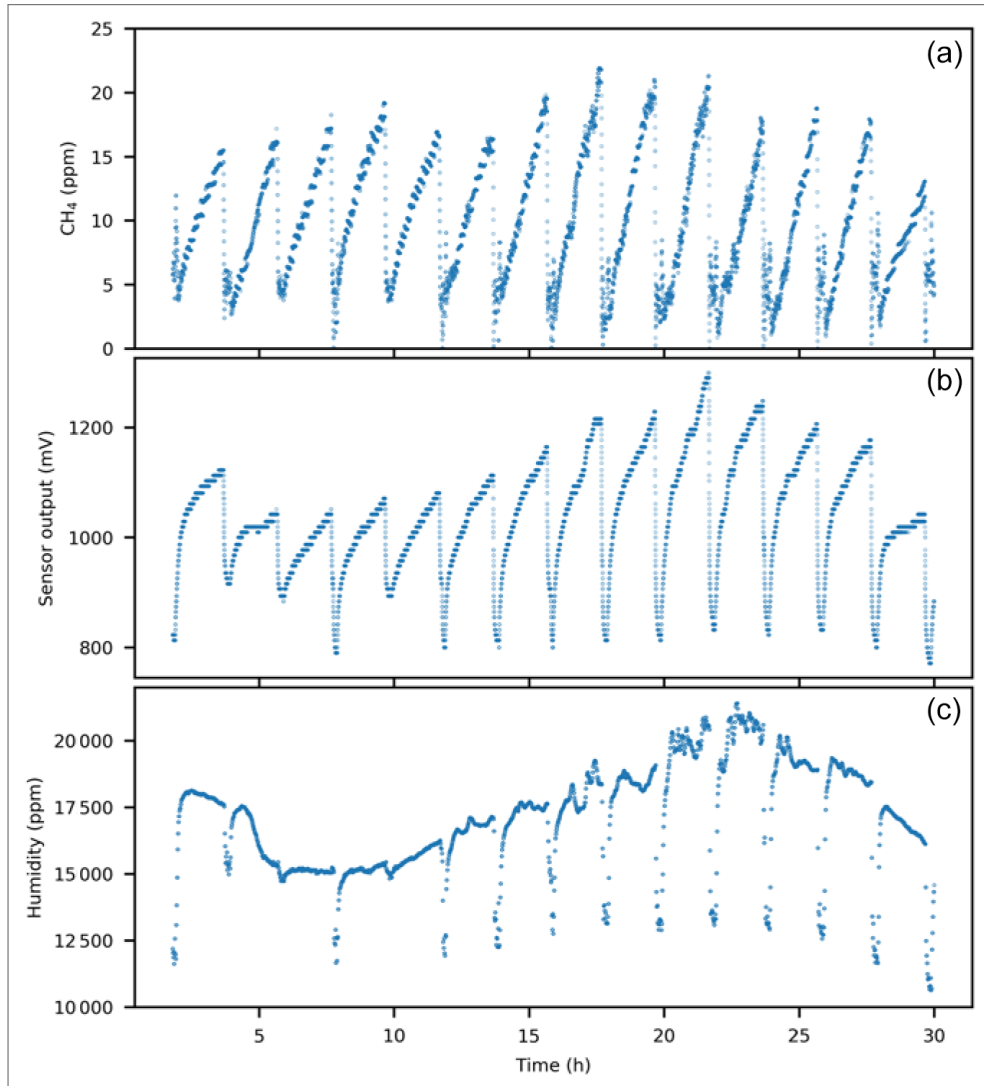 (a)
25
20
15
10
5
0
CH₄ (ppm)
(b)
1200
1000
800
Sensor output (mV)
(c)
20 000
17 500
15 000
12 500
10 000
Humidity (ppm)
5 10 15 20 25 30
Time (h)